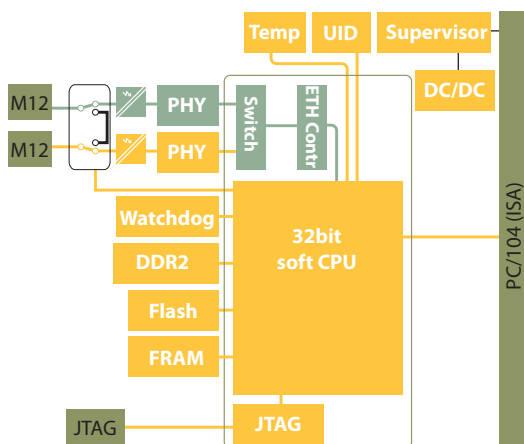 Temp
UID
Supervisor
DC/DC
M12
PHY
Switch
ETH Contr
M12
PHY
Watchdog
32bit
soft CPU
DDR2
Flash
FRAM
JTAG
JTAG
PC/104 (ISA)